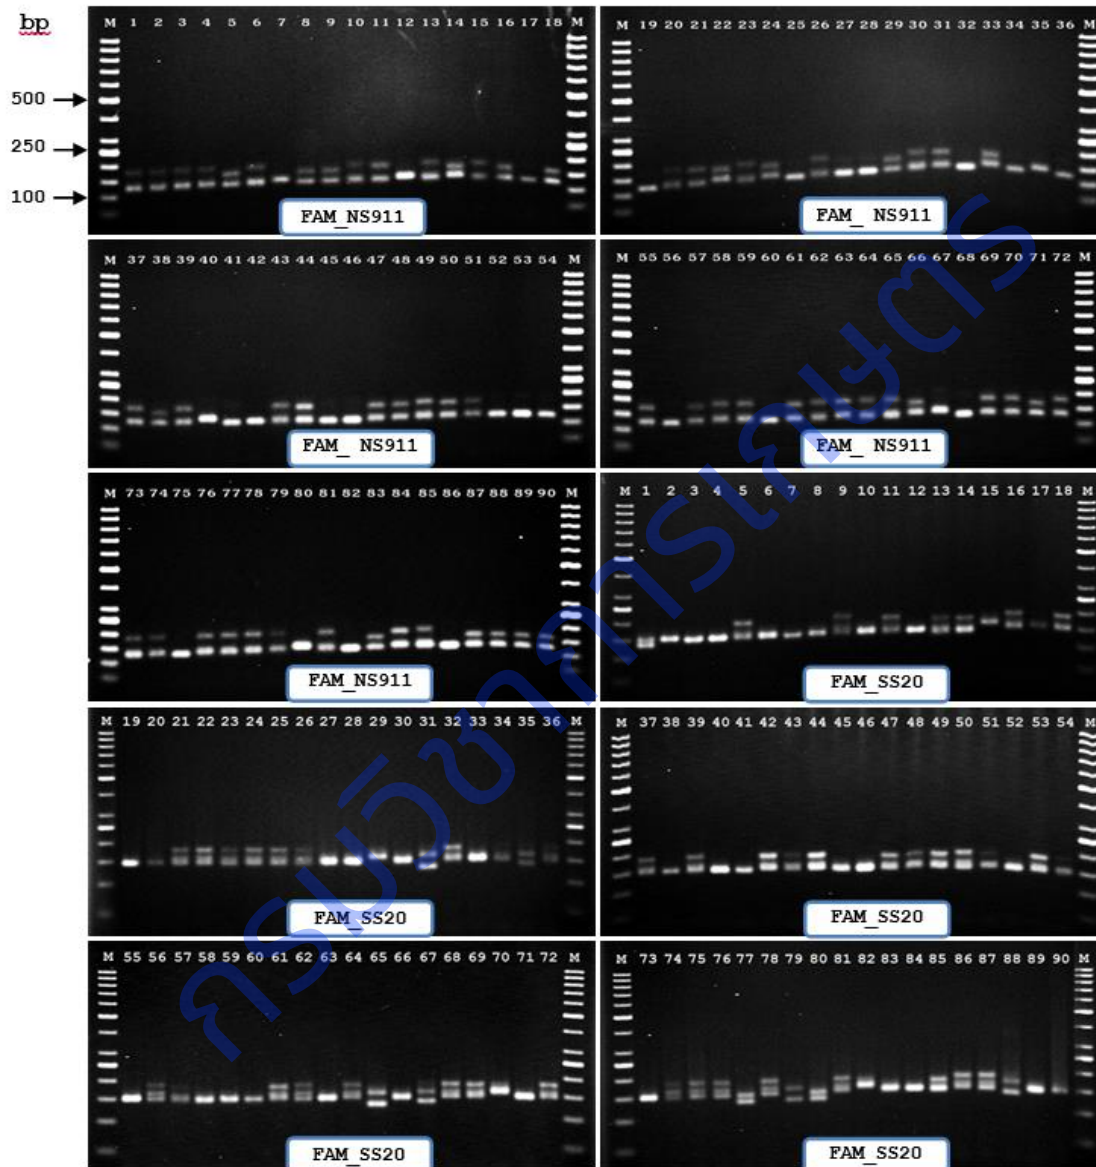 bp
M 1 2 3 4 5 6 7 8 9 10 11 12 13 14 15 16 17 18 M
M 19 20 21 22 23 24 25 26 27 28 29 30 31 32 33 34 35 36 M
500
250
100
FAM_NS911
FAM_ NS911
M 37 38 39 40 41 42 43 44 45 46 47 48 49 50 51 52 53 54 M
M 55 56 57 58 59 60 61 62 63 64 65 66 67 68 69 70 71 72 M
FAM_ NS911
FAM_ NS911
M 73 74 75 76 77 78 79 80 81 82 83 84 85 86 87 88 89 90 M
M 1 2 3 4 5 6 7 8 9 10 11 12 13 14 15 16 17 18 M
FAM_NS911
FAM_SS20
M 19 20 21 22 23 24 25 26 27 28 29 30 31 32 33 34 35 36 M
M 37 38 39 40 41 42 43 44 45 46 47 48 49 50 51 52 53 54 M
FAM_SS20
FAM_SS20
M 55 56 57 58 59 60 61 62 63 64 65 66 67 68 69 70 71 72 M
M 73 74 75 76 77 78 79 80 81 82 83 84 85 86 87 88 89 90 M
FAM_SS20
FAM_SS20
กรมวิชาการเกษตร